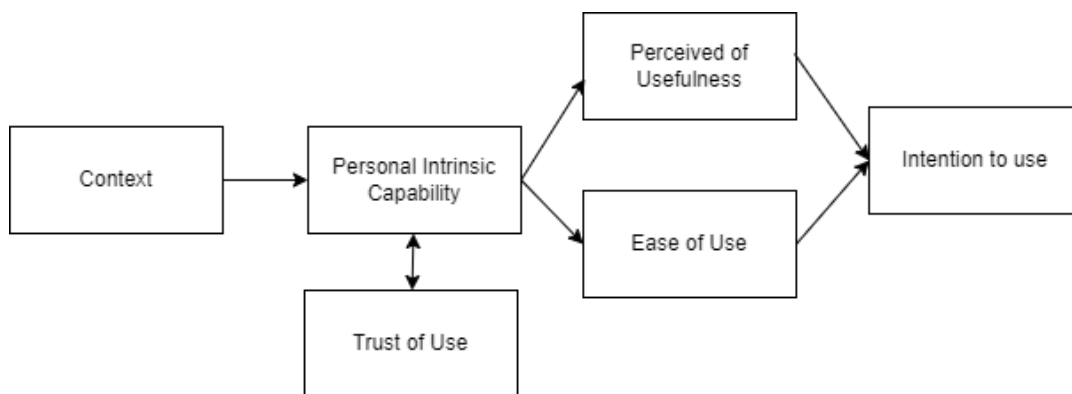 Perceived of
Usefulness
Context
Personal Intrinsic
Capability
Intention to use
Ease of Use
Trust of Use